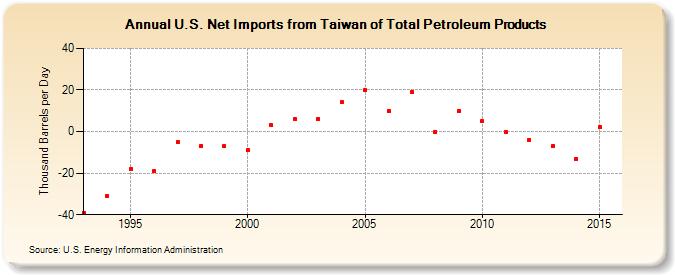 Annual U.S. Net Imports from Taiwan of Total Petroleum Products
Thousand Barrels per Day
40
20
0
-20
-40
1995 2000 2005 2010 2015
Source: U.S. Energy Information Administration